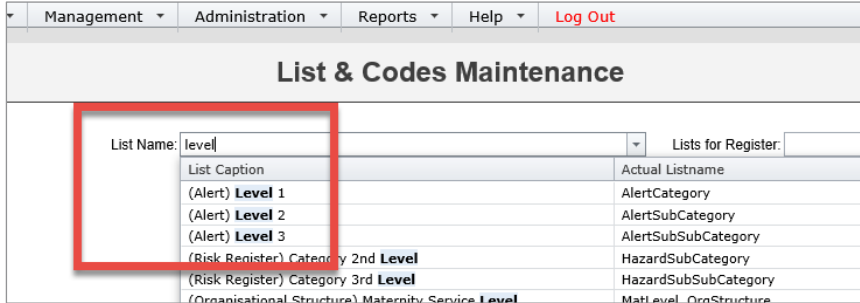 Management Administration Reports Help Log Out
List & Codes Maintenance
List Name: level Lists for Register:
List Caption Actual Listname
(Alert) Level 1 AlertCategory
(Alert) Level 2 AlertSubCategory
(Alert) Level 3 AlertSubSubCategory
(Risk Register) Category 2nd Level HazardSubCategory
(Risk Register) Category 3rd Level HazardSubSubCategory
(Organisational Structure) Maternity Service Level MatLevel_OrgStructure